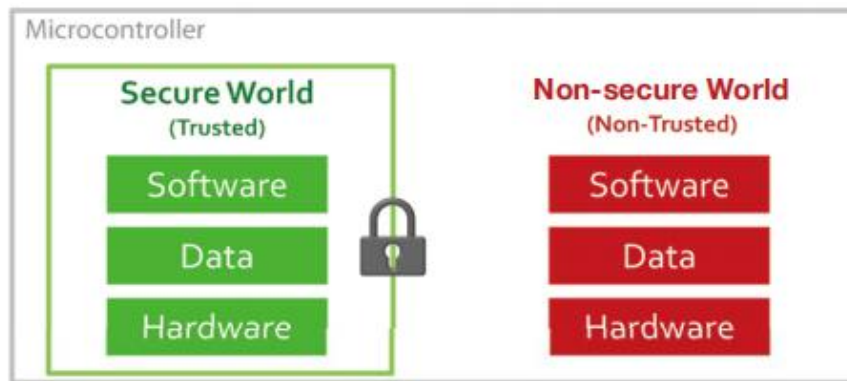 Microcontroller
Secure World
(Trusted)
Software
Data
Hardware
Non-secure World
(Non-Trusted)
Software
Data
Hardware